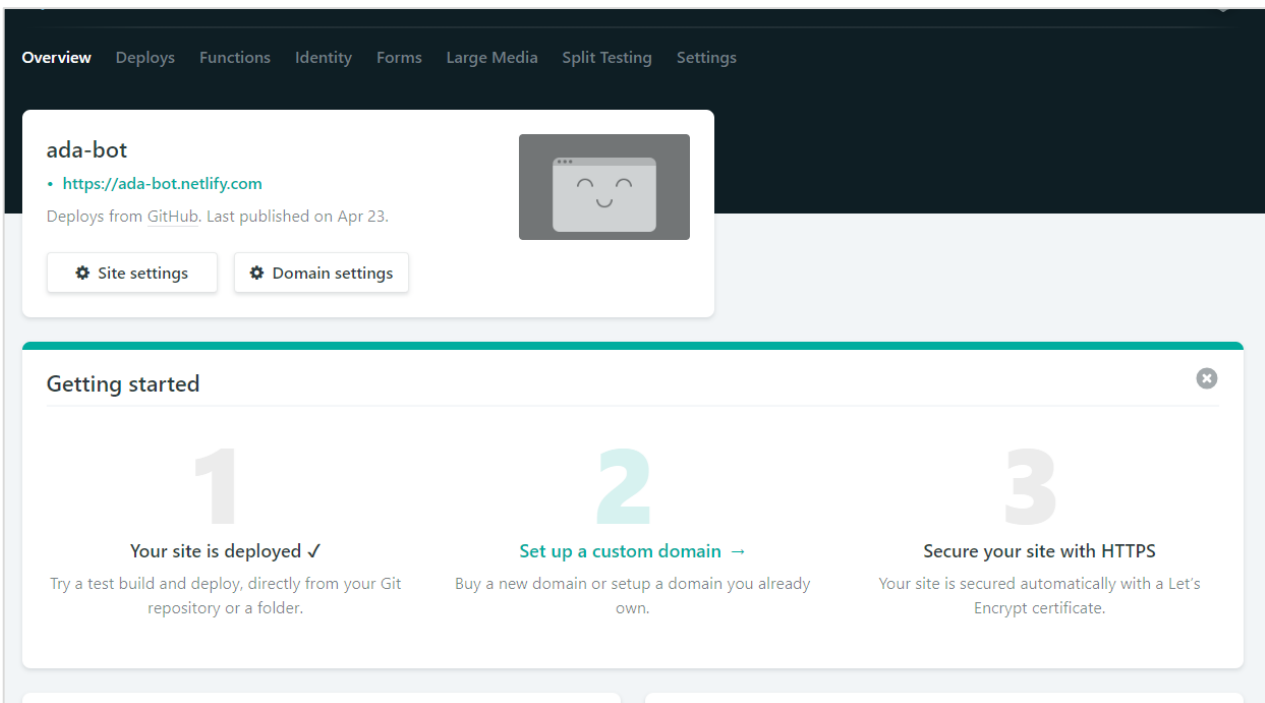 Overview Deploys Functions Identity Forms Large Media Split Testing Settings
ada-bot
• https://ada-bot.netlify.com
Deploys from GitHub. Last published on Apr 23.
Site settings Domain settings
Getting started
1
Your site is deployed ✓
Try a test build and deploy, directly from your Git
repository or a folder.
2
Set up a custom domain →
Buy a new domain or setup a domain you already
own.
3
Secure your site with HTTPS
Your site is secured automatically with a Let's
Encrypt certificate.